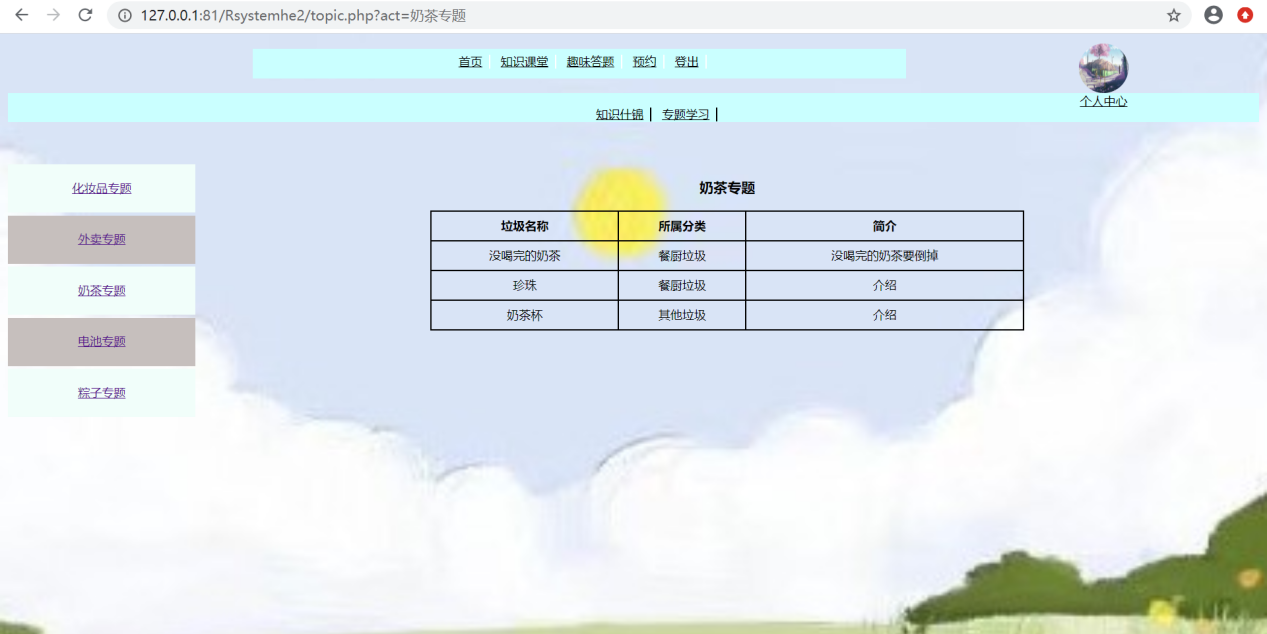 127.0.0.1:81/Rsystemhe2/topic.php?act=奶茶专题
首页 知识课堂 趣味答题 预约 登出
个人中心
知识什锦 | 专题学习 |
化妆品专题
外卖专题
奶茶专题
电池专题
粽子专题
奶茶专题
垃圾名称 所属分类 简介
没喝完的奶茶 餐厨垃圾 没喝完的奶茶要倒掉
珍珠 餐厨垃圾 介绍
奶茶杯 其他垃圾 介绍